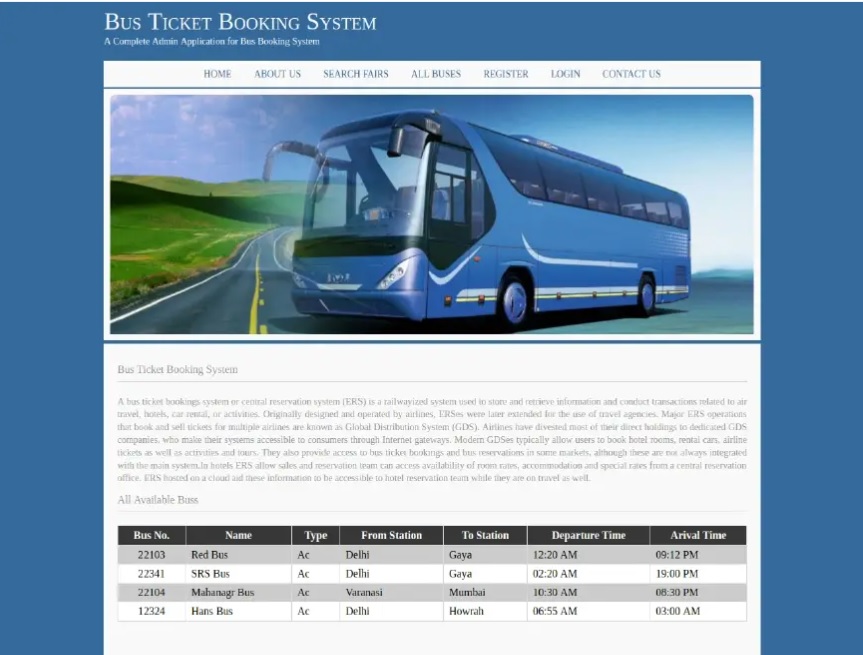 Bus Ticket Booking System
A Complete Admin Application for Bus Booking System
HOME ABOUT US SEARCH FAIRS ALL BUSES REGISTER LOGIN CONTACT US
Bus Ticket Booking System
A bus ticket bookings system or central reservation system (ERS) is a railwayized system used to store and retrieve information and conduct transactions related to air
travel, hotels, car rental, or activities. Originally designed and operated by airlines, ERSes were later extended for the use of travel agencies. Major ERS operations
that book and sell tickets for multiple airlines are known as Global Distribution System (GDS). Airlines have divested most of their direct holdings to dedicated GDS
companies, who make their systems accessible to consumers through Internet gateways. Modern GDSes typically allow users to book hotel rooms, rental cars, airline
tickets as well as activities and tours. They also provide access to bus ticket bookings and bus reservations in some markets, although these are not always integrated
with the main system.In hotels ERS allow sales and reservation team can access availability of room rates, accommodation and special rates from a central reservation
office. ERS hosted on a cloud aid these information to be accessible to hotel reservation team while they are on travel as well.
All Available Buss
Bus No. Name Type From Station To Station Departure Time Arival Time
22103 Red Bus Ac Delhi Gaya 12:20 AM 09:12 PM
22341 SRS Bus Ac Delhi Gaya 02:20 AM 19:00 PM
22104 Mahanagr Bus Ac Varanasi Mumbai 10:30 AM 08:30 PM
12324 Hans Bus Ac Delhi Howrah 06:55 AM 03:00 AM